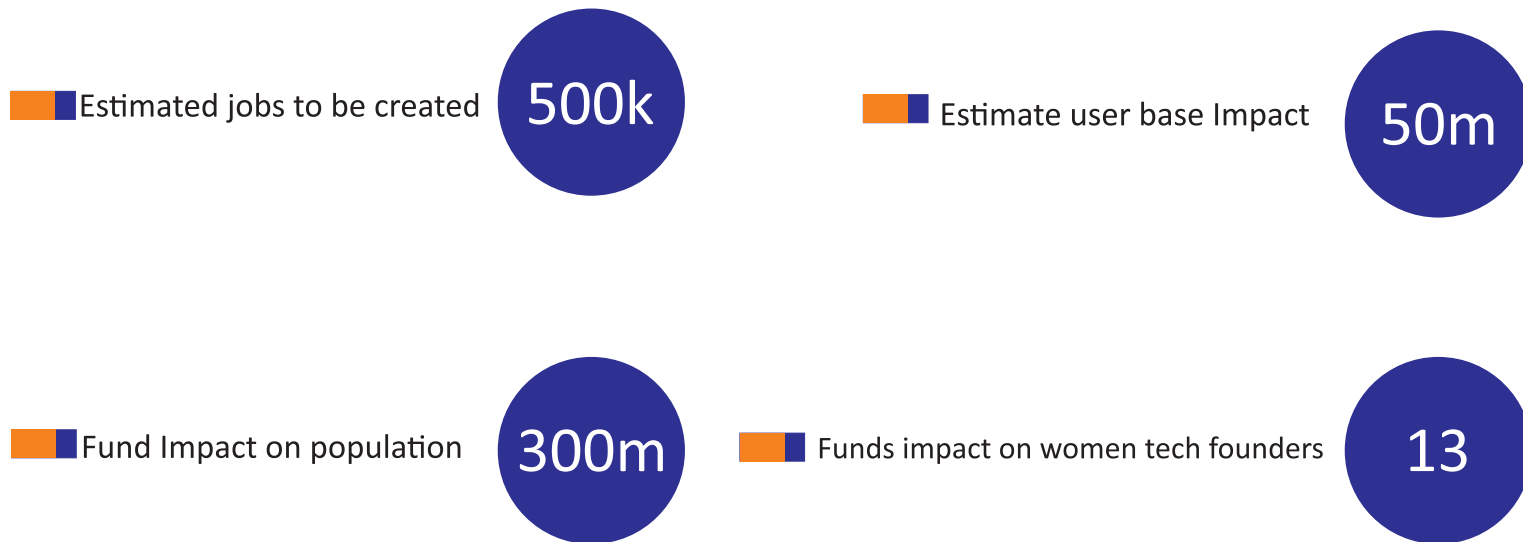 Estimated jobs to be created
500k
Estimate user base Impact
50m
Fund Impact on population
300m
Funds impact on women tech founders
13